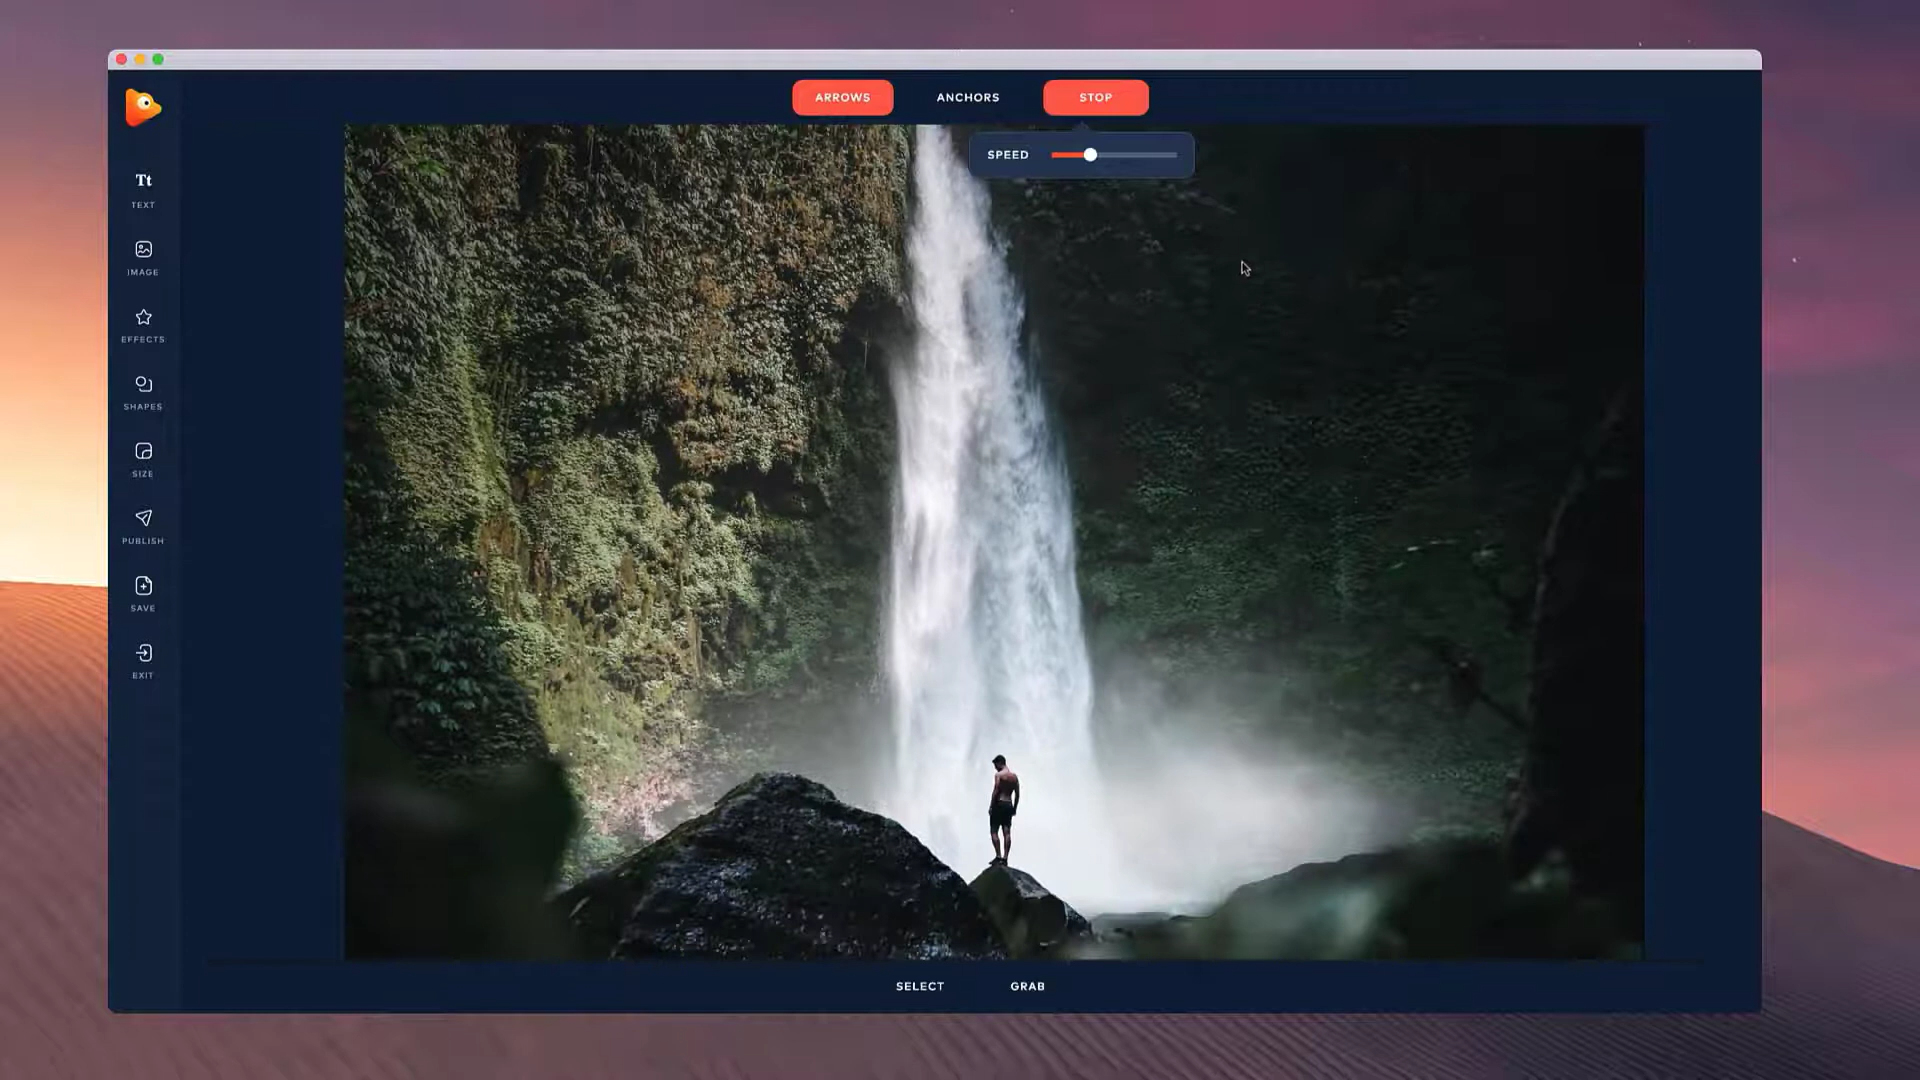 ARROWS
ANCHORS
STOP
SPEED
Tt
TEXT
IMAGE
EFFECTS
SHAPES
SIZE
PUBLISH
SAVE
EXIT
SELECT
GRAB